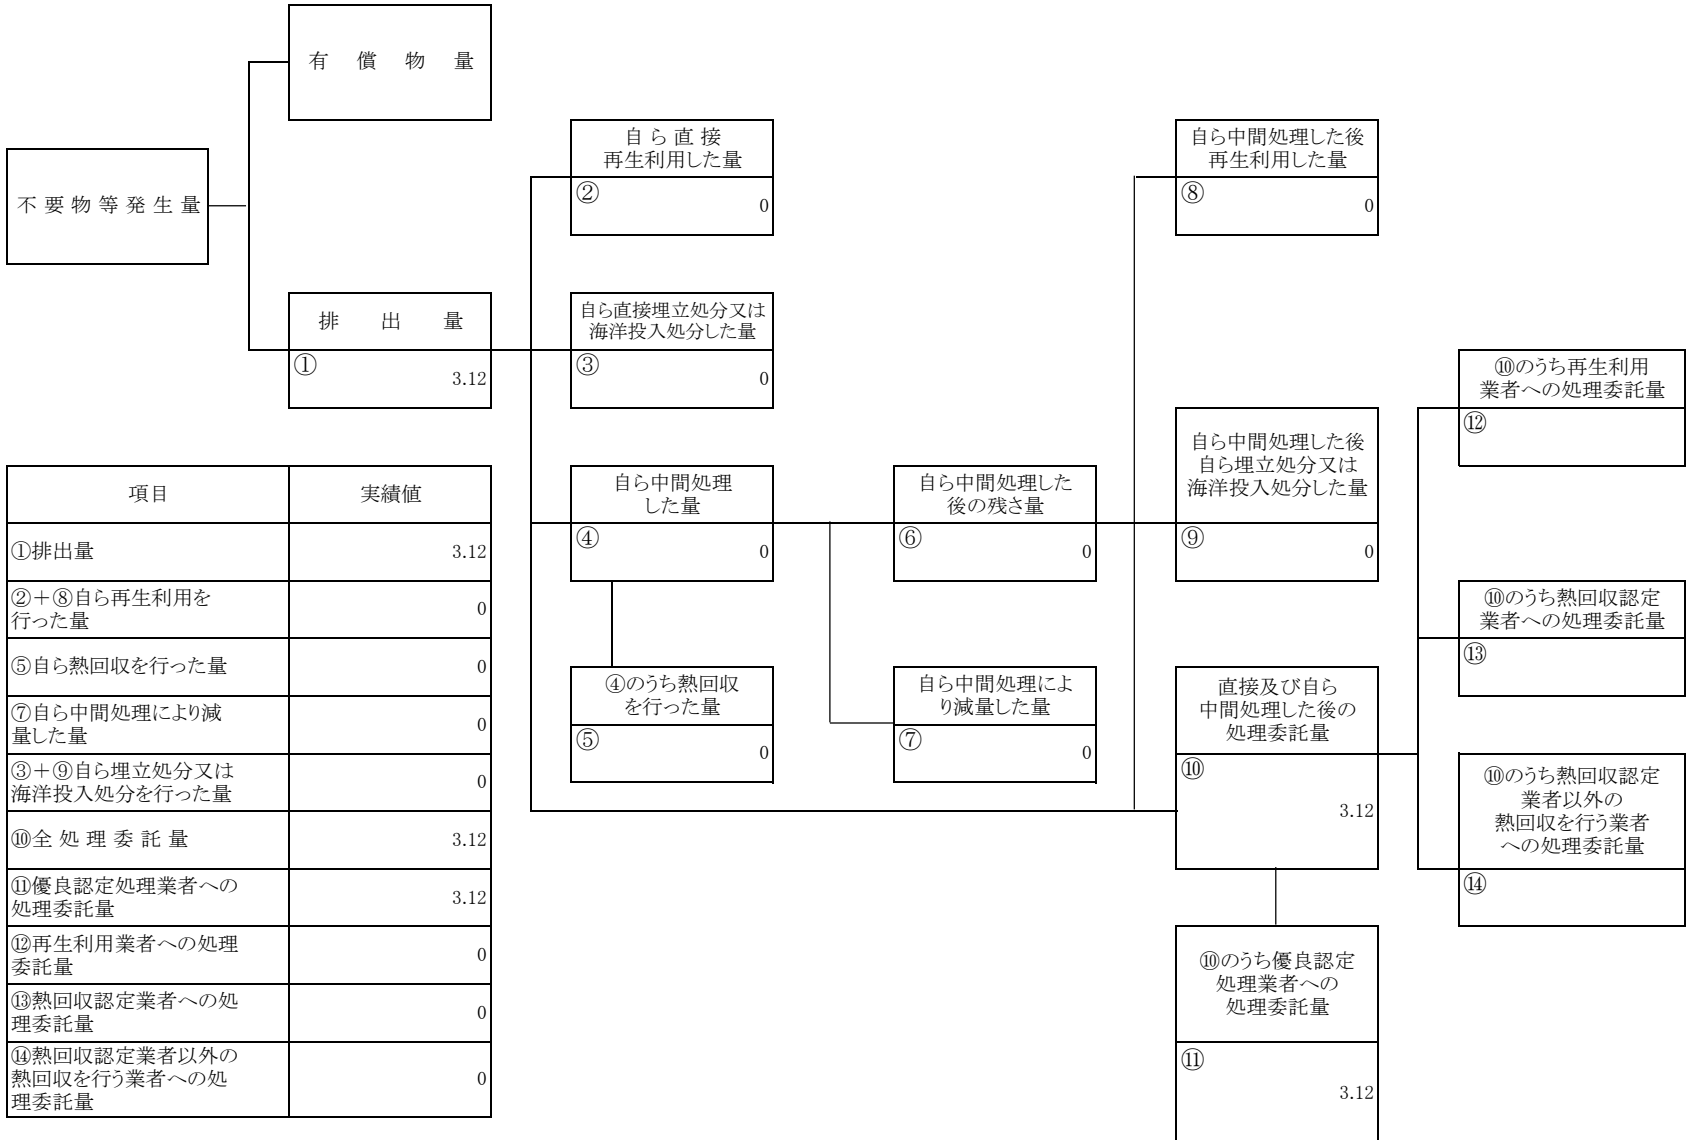 有 償 物 量
不 要 物 等 発 生 量
排 出 量
①
3.12
自 ら 直 接
再生利用した量
②
0
自ら直接埋立処分又は
海洋投入処分した量
③
0
自ら中間処理
した量
④
0
④のうち熱回収
を行った量
⑤
0
自ら中間処理した
後の残さ量
⑥
0
自ら中間処理によ
り減量した量
⑦
0
自ら中間処理した後
再生利用した量
⑧
0
自ら中間処理した後
自ら埋立処分又は
海洋投入処分した量
⑨
0
直接及び自ら
中間処理した後の
処理委託量
⑩
3.12
⑩のうち優良認定
処理業者への
処理委託量
⑪
3.12
⑩のうち再生利用
業者への処理委託量
⑫
⑩のうち熱回収認定
業者への処理委託量
⑬
⑩のうち熱回収認定
業者以外の
熱回収を行う業者
への処理委託量
⑭
項目 実績値
①排出量 3.12
②＋⑧自ら再生利用を
行った量 0
⑤自ら熱回収を行った量 0
⑦自ら中間処理により減
量した量 0
③＋⑨自ら埋立処分又は
海洋投入処分を行った量 0
⑩全 処 理 委 託 量 3.12
⑪優良認定処理業者への
処理委託量 3.12
⑫再生利用業者への処理
委託量 0
⑬熱回収認定業者への処
理委託量 0
⑭熱回収認定業者以外の
熱回収を行う業者への処
理委託量 0